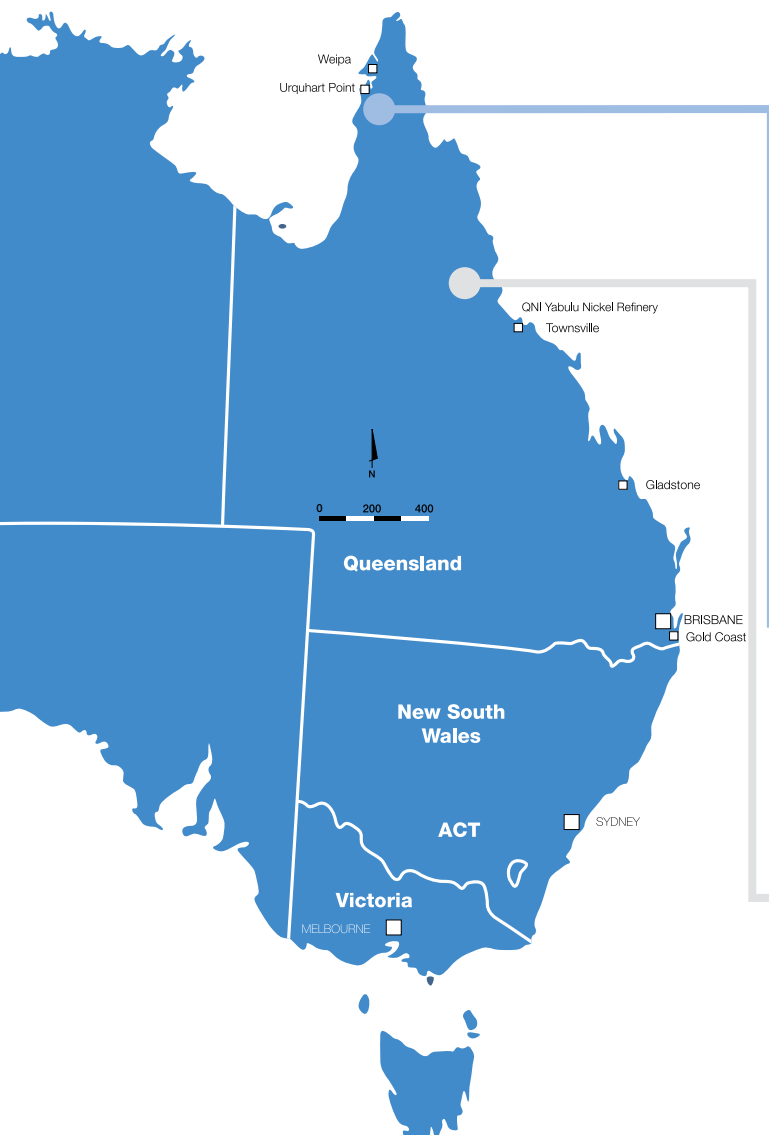 Weipa
Urquhart Point
QNI Yabulu Nickel Refinery
Townsville
N
0 200 400
Gladstone
Queensland
BRISBANE
Gold Coast
New South
Wales
SYDNEY
ACT
Victoria
MELBOURNE